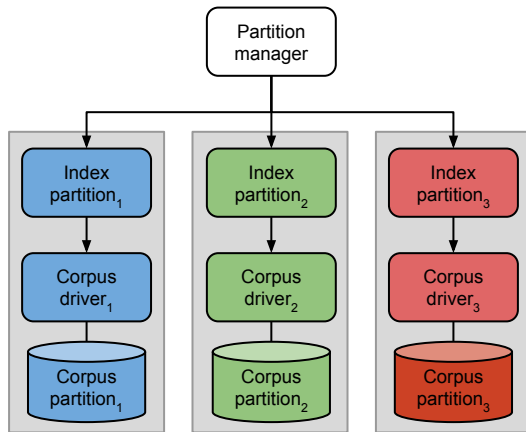 Partition
manager
Index
partition₁
Index
partition₂
Index
partition₃
Corpus
driver₁
Corpus
driver₂
Corpus
driver₃
Corpus
partition₁
Corpus
partition₂
Corpus
partition₃